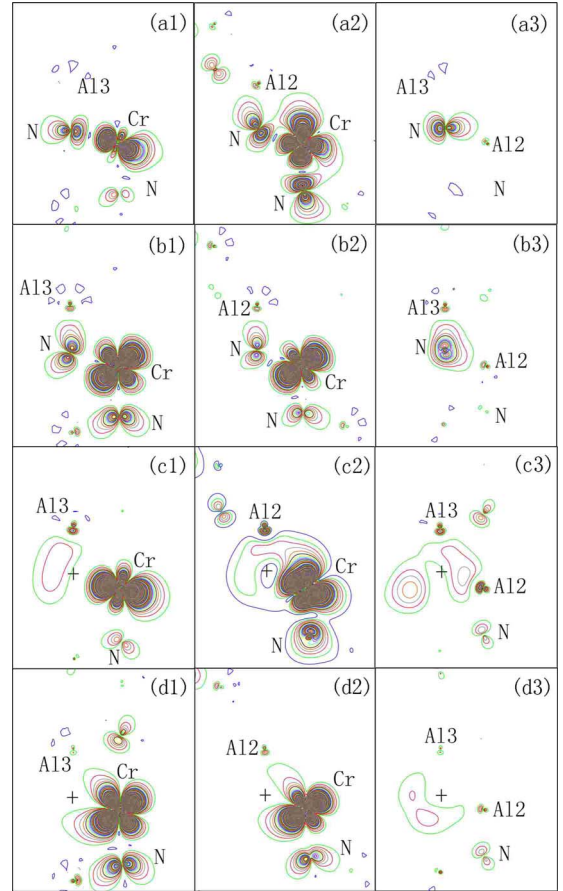 (a1)
Al3
Cr
N
N
(a2)
Al2
Cr
N
N
(a3)
Al3
N
Al2
N
(b1)
Al3
N
Cr
N
(b2)
Al2
N
Cr
N
(b3)
Al3
N
Al2
N
(c1)
Al3
Cr
+
N
(c2)
Al2
Cr
+
N
(c3)
Al3
+
Al2
N
(d1)
Al3
Cr
+
N
(d2)
Al2
Cr
+
N
(d3)
Al3
+
Al2
N